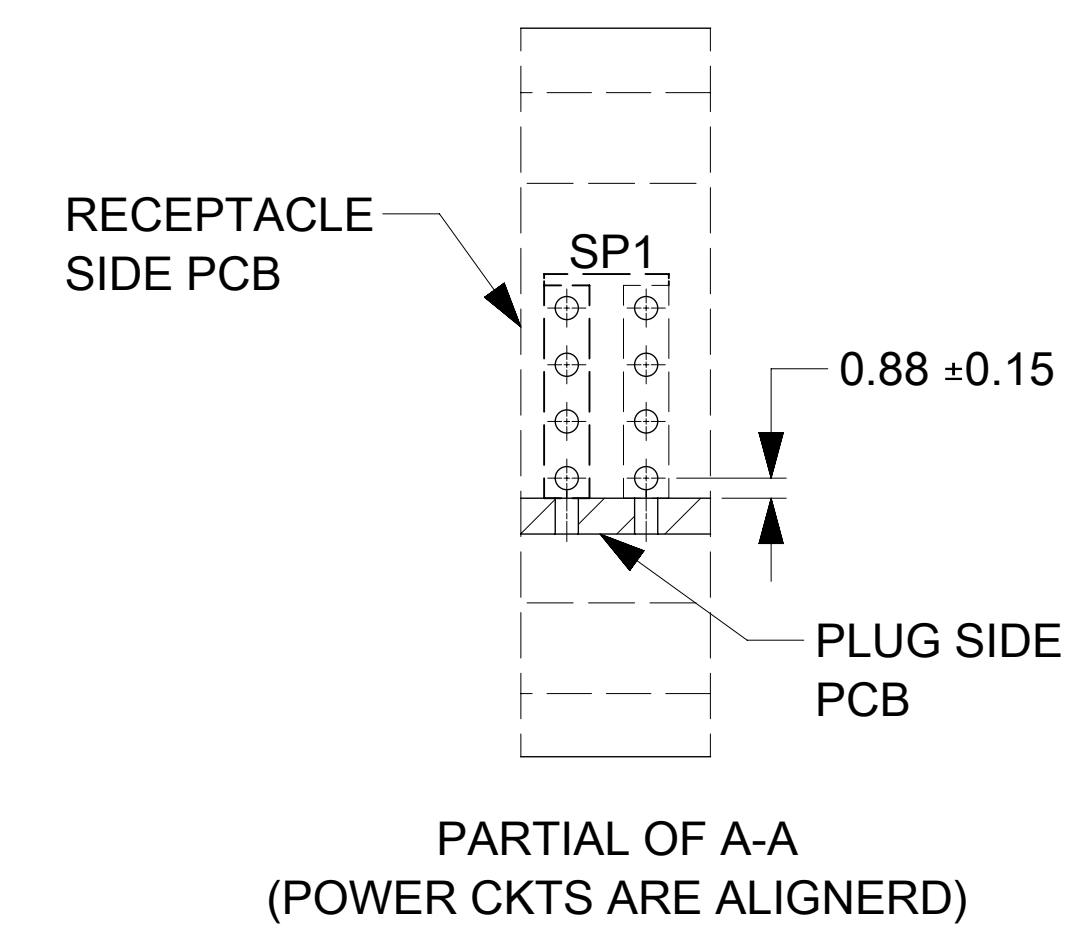 RECEPTACLE
SIDE PCB
SP1
0.88 ±0.15
PLUG SIDE
PCB
PARTIAL OF A-A
(POWER CKTS ARE ALIGNERD)